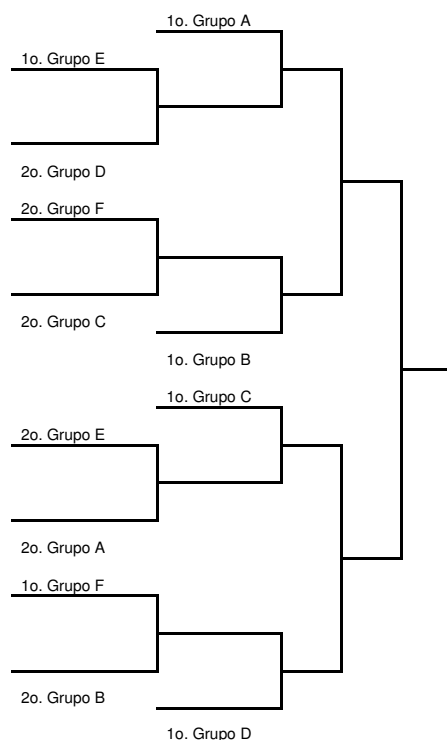 1o. Grupo A
1o. Grupo E
2o. Grupo D
2o. Grupo F
2o. Grupo C
1o. Grupo B
1o. Grupo C
2o. Grupo E
2o. Grupo A
1o. Grupo F
2o. Grupo B
1o. Grupo D